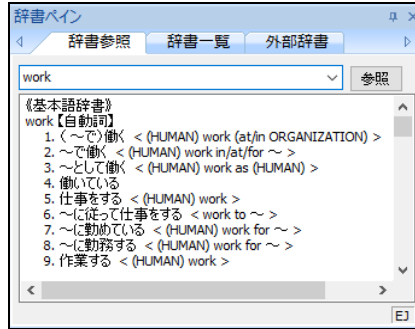 辞書ペイン
辞書参照 辞書一覧 外部辞書
work 参照
《基本語辞書》
work【自動詞】
1. (～で)働く < (HUMAN) work (at/in ORGANIZATION) >
2. ～で働く < (HUMAN) work in/at/for ～ >
3. ～として働く < (HUMAN) work as (HUMAN) >
4. 働いている
5. 仕事をする < (HUMAN) work >
6. ～に従って仕事をする < work to ～ >
7. ～に勤めている < (HUMAN) work for ～ >
8. ～に勤務する < (HUMAN) work for ～ >
9. 作業する < (HUMAN) work >
EJ